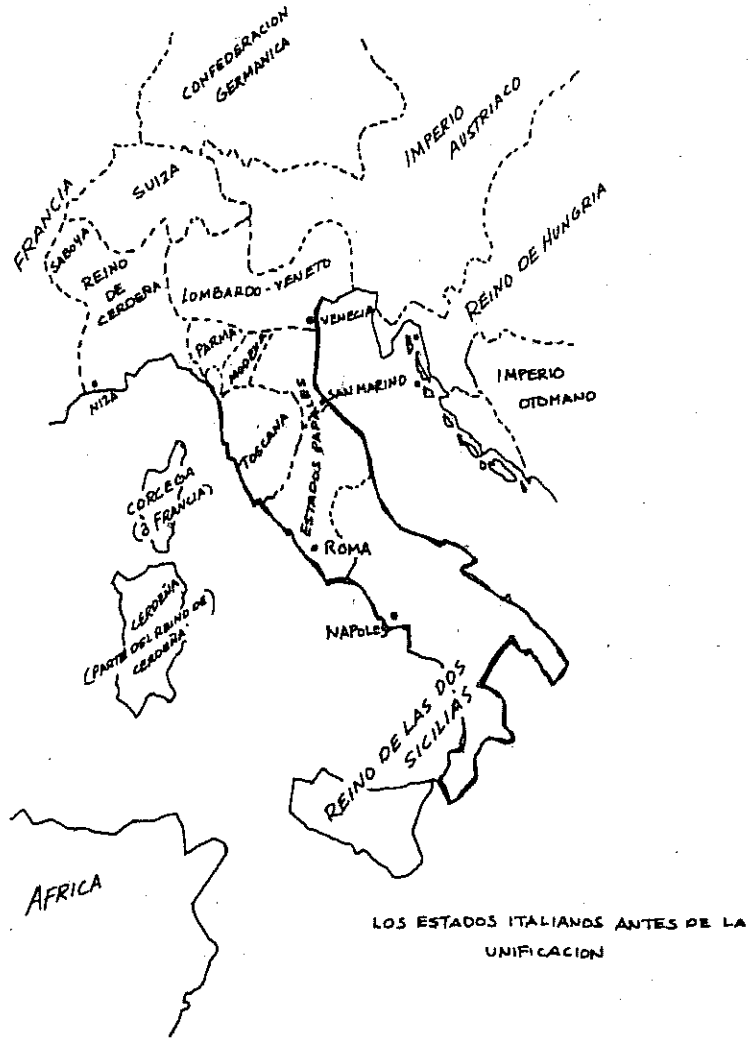 CONFEDERACION
GERMANICA
IMPERIO
AUSTRIACO
FRANCIA
SUIZA
SABOYA
REINO
DE
CERDEÑA
LOMBARDO-VENETO
REINO DE HUNGRIA
VENECIA
PARMA
MODENA
NIZA
SAN MARINO
IMPERIO
OTOMANO
TOSCANA
ESTADOS PAPALES
CORCEGA
(à FRANCIA)
ROMA
CERDEÑA
(PARTE DEL REINO DE)
CERDEÑA
NAPOLES
REINO DE LAS DOS
SICILIAS
AFRICA
LOS ESTADOS ITALIANOS ANTES DE LA
UNIFICACION